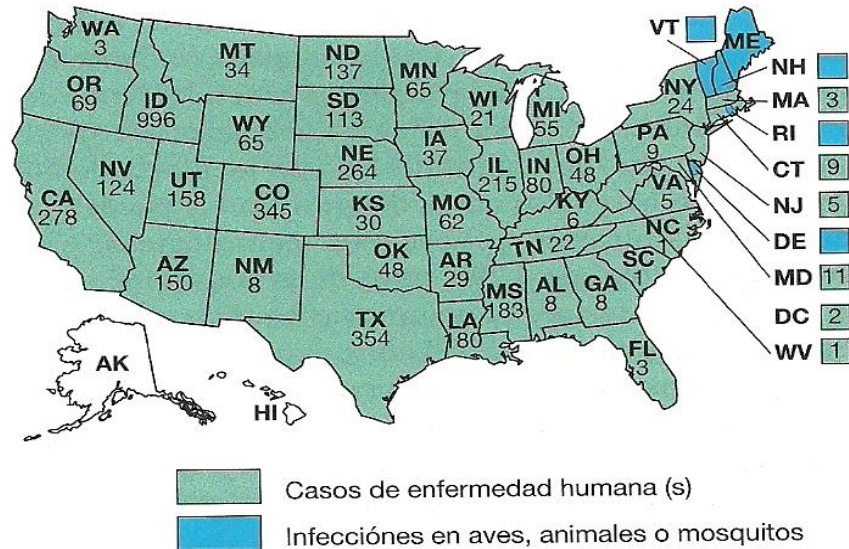 WA
3
MT
34
ND
137
MN
65
VT
ME
OR
69
ID
996
SD
113
WI
21
MI
55
NY
24
NH
MA 3
WY
65
IA
37
PA
9
RI
NV
124
NE
264
IL
215
IN
80
OH
48
CT 9
CA
278
UT
158
CO
345
KS
30
MO
62
KY
6
VA
5
NJ 5
NC
1
DE
AZ
150
NM
8
OK
48
AR
29
TN 22
SC
1
MD 11
MS
183
AL
8
GA
8
DC 2
TX
354
LA
180
WV 1
AK
HI
FL
3
Casos de enfermedad humana (s)
Infecciónes en aves, animales o mosquitos